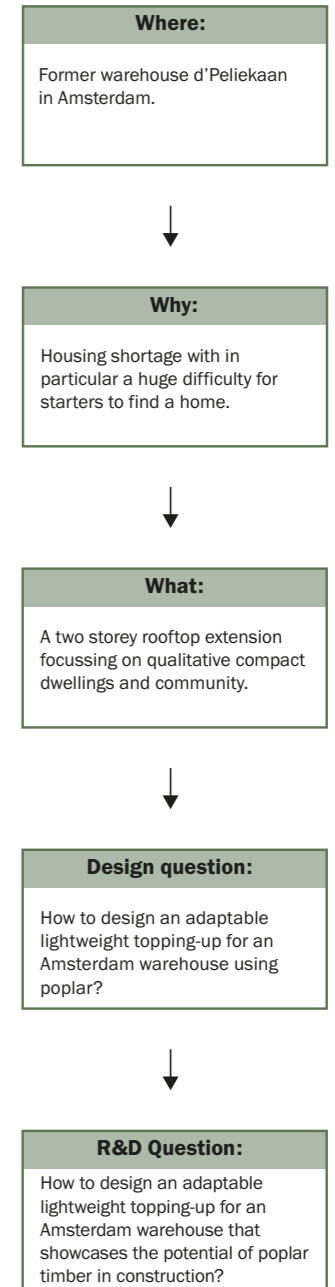 Where:
Former warehouse d’Peliekaan
in Amsterdam.
Why:
Housing shortage with in
particular a huge difficulty for
starters to find a home.
What:
A two storey rooftop extension
focussing on qualitative compact
dwellings and community.
Design question:
How to design an adaptable
lightweight topping-up for an
Amsterdam warehouse using
poplar?
R&D Question:
How to design an adaptable
lightweight topping-up for an
Amsterdam warehouse that
showcases the potential of poplar
timber in construction?